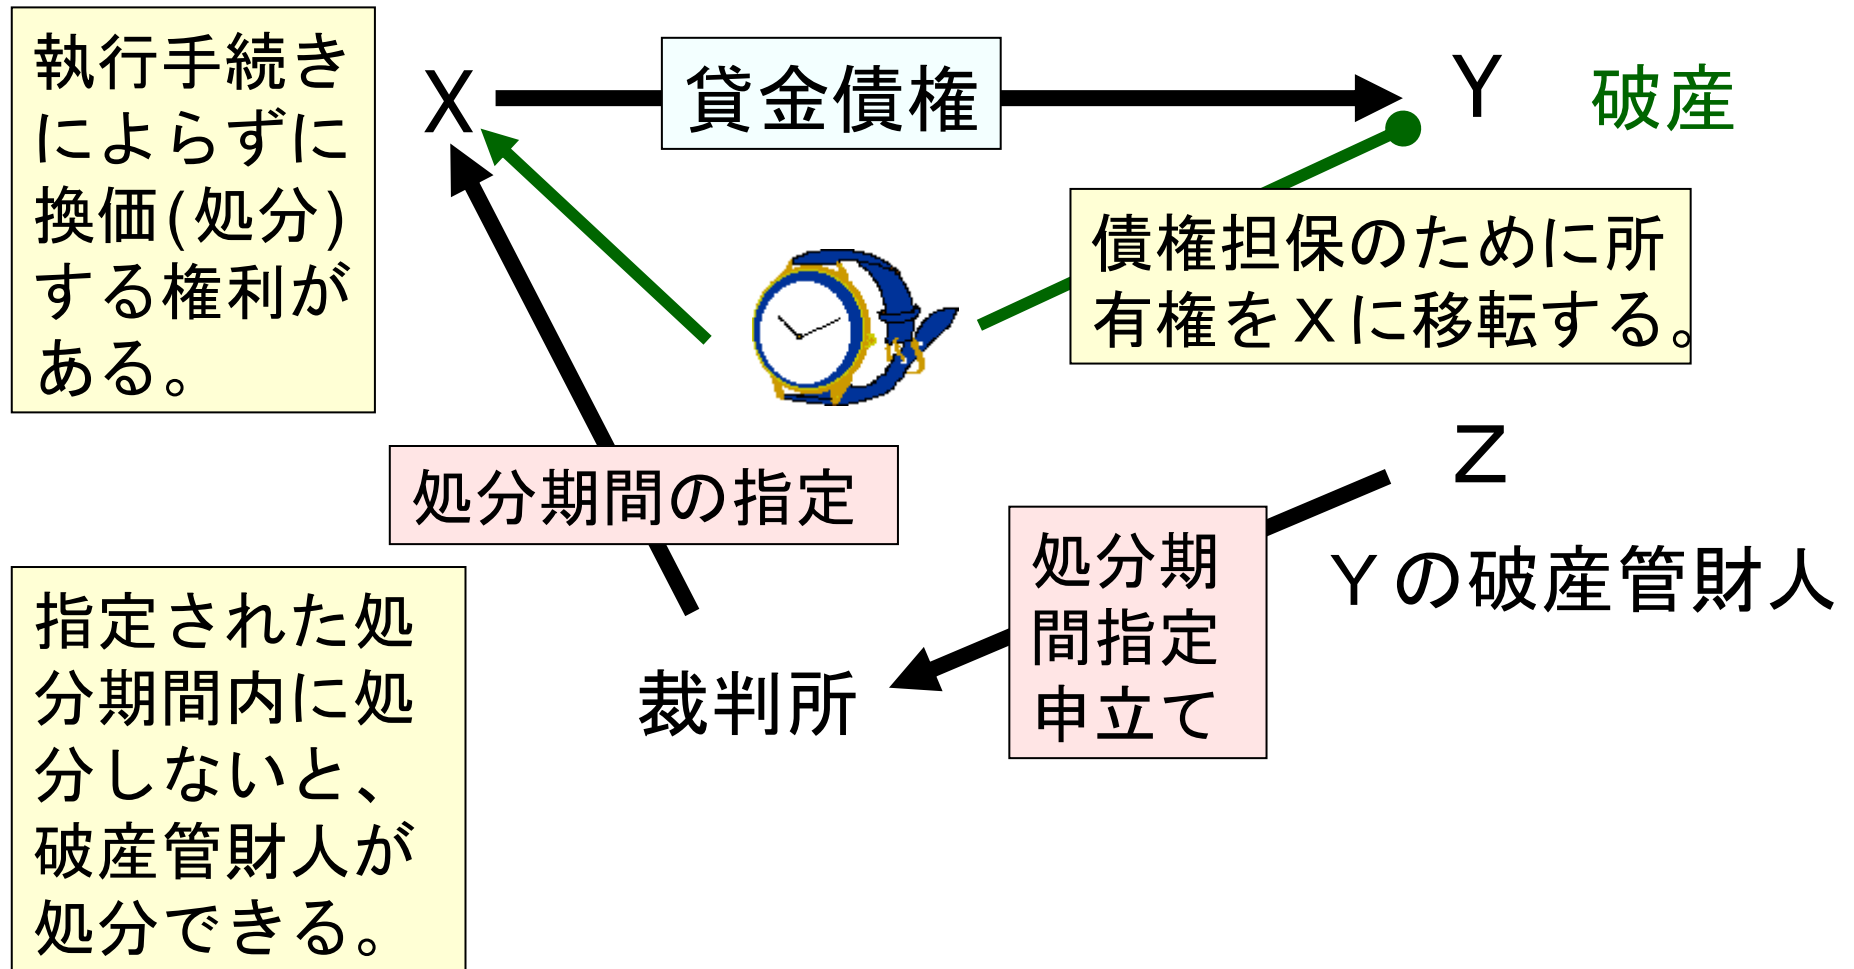 執行手続き
によらずに
換価(処分)
する権利が
ある。
X
貸金債権
Y
破産
債権担保のために所
有権をXに移転する。
処分期間の指定
Z
Yの破産管財人
処分期
間指定
申立て
裁判所
指定された処
分期間内に処
分しないと、
破産管財人が
処分できる。